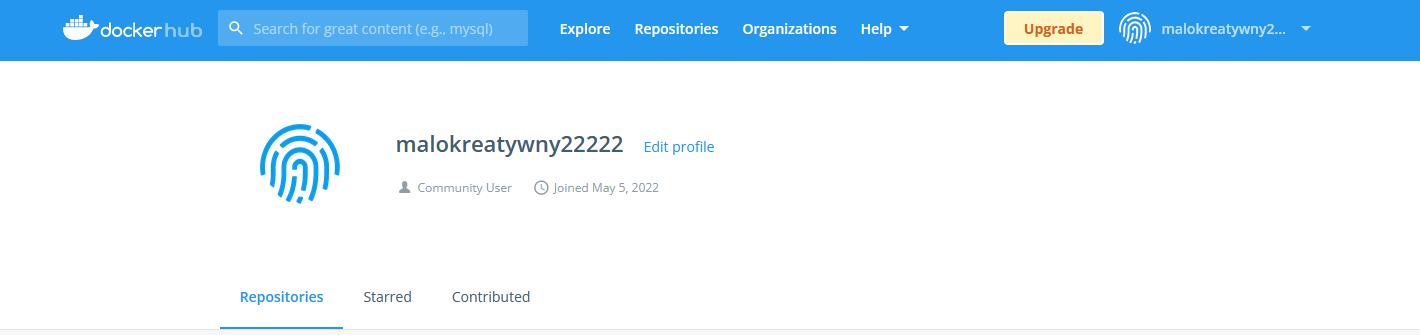 docker hub Search for great content (e.g., mysql) Explore Repositories Organizations Help Upgrade malokreatywny2...
malokreatywny22222 Edit profile
Community User Joined May 5, 2022
Repositories Starred Contributed